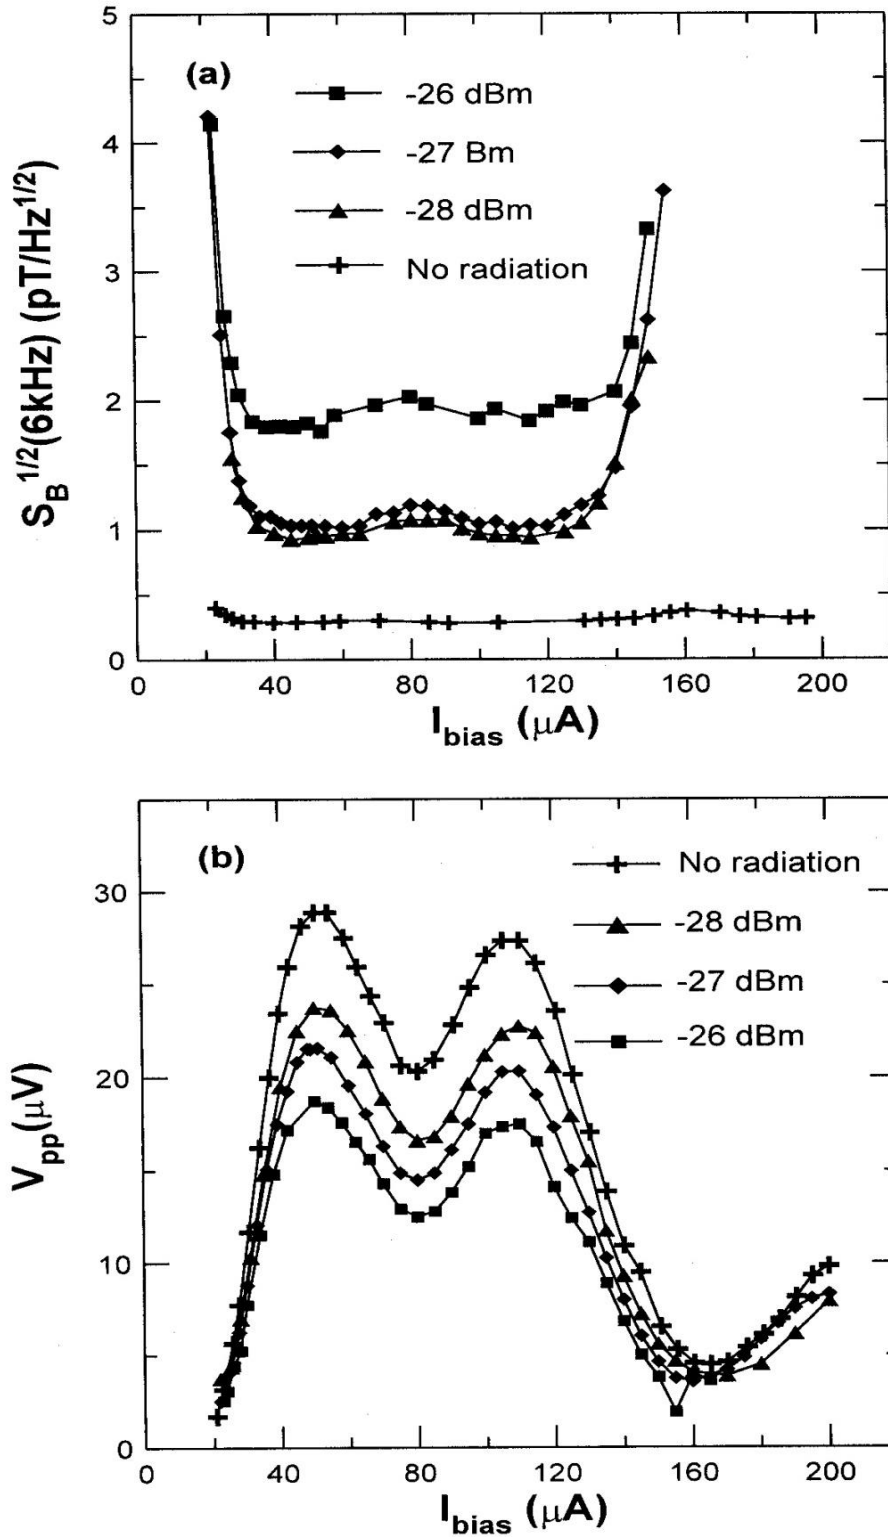 5
4
3
2
1
0
(a)
-26 dBm
-27 Bm
-28 dBm
No radiation
S_B^{1/2}(6kHz) (pT/Hz^{1/2})
0 40 80 120 160 200
I_bias (μA)
(b)
No radiation
-28 dBm
-27 dBm
-26 dBm
30
20
10
0
V_pp(μV)
0 40 80 120 160 200
I_bias (μA)